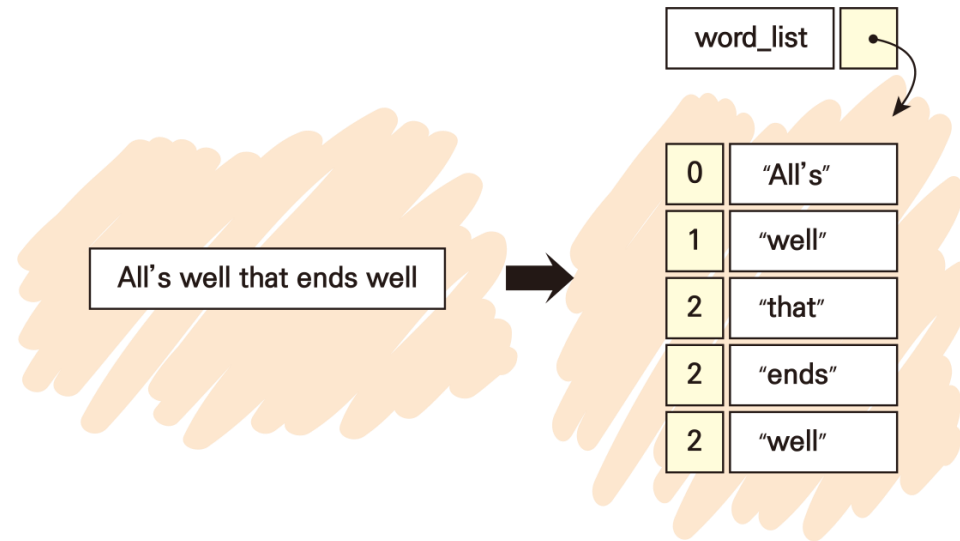 word_list
All’s well that ends well
0 “All’s”
1 “well”
2 “that”
2 “ends”
2 “well”